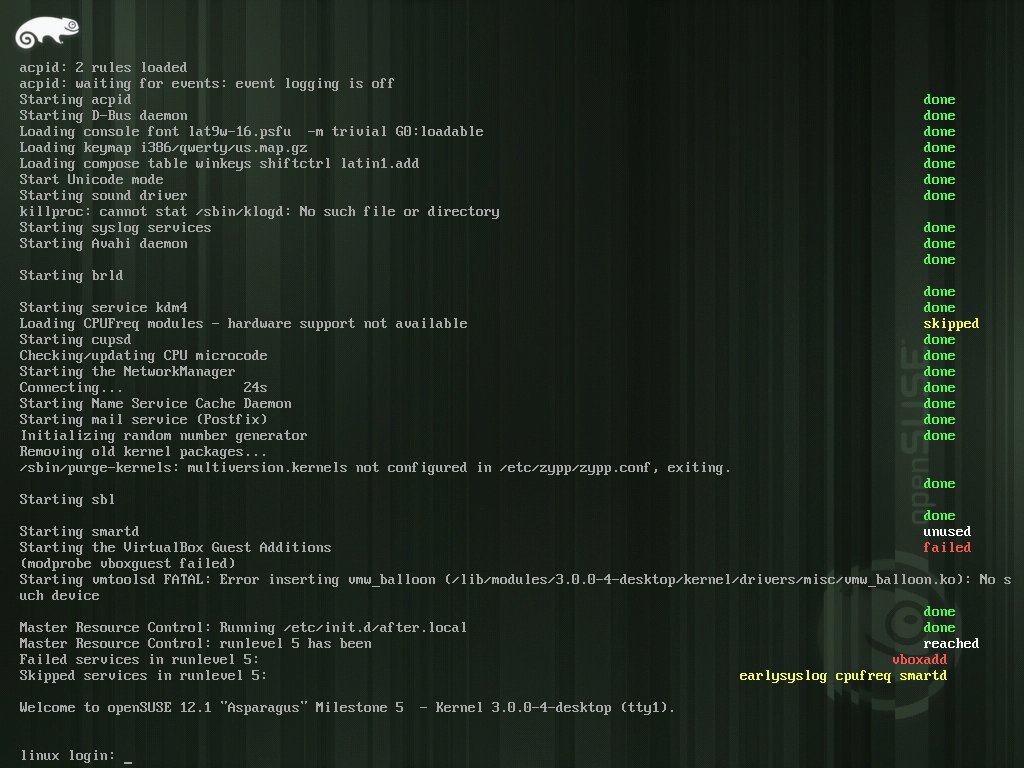 acpid: 2 rules loaded
acpid: waiting for events: event logging is off
Starting acpid done
Starting D-Bus daemon done
Loading console font lat9w-16.psfu  -m trivial G0:loadable done
Loading keymap i386/qwerty/us.map.gz done
Loading compose table winkeys shiftctrl latin1.add done
Start Unicode mode done
Starting sound driver done
killproc: cannot stat /sbin/klogd: No such file or directory
Starting syslog services done
Starting Avahi daemon done
done
Starting brld
done
Starting service kdm4 done
Loading CPUFreq modules - hardware support not available skipped
Starting cupsd done
Checking/updating CPU microcode done
Starting the NetworkManager done
Connecting... 24s done
Starting Name Service Cache Daemon done
Starting mail service (Postfix) done
Initializing random number generator done
Removing old kernel packages...
/sbin/purge-kernels: multiversion.kernels not configured in /etc/zypp/zypp.conf, exiting.
done
Starting sbl
done
Starting smartd unused
Starting the VirtualBox Guest Additions failed
(modprobe vboxguest failed)
Starting vmtoolsd FATAL: Error inserting vmw_balloon (/lib/modules/3.0.0-4-desktop/kernel/drivers/misc/vmw_balloon.ko): No s
uch device
done
Master Resource Control: Running /etc/init.d/after.local done
Master Resource Control: runlevel 5 has been reached
Failed services in runlevel 5: vboxadd
Skipped services in runlevel 5: earlysyslog cpufreq smartd
Welcome to openSUSE 12.1 "Asparagus" Milestone 5  - Kernel 3.0.0-4-desktop (tty1).
linux login: _
openSUSE